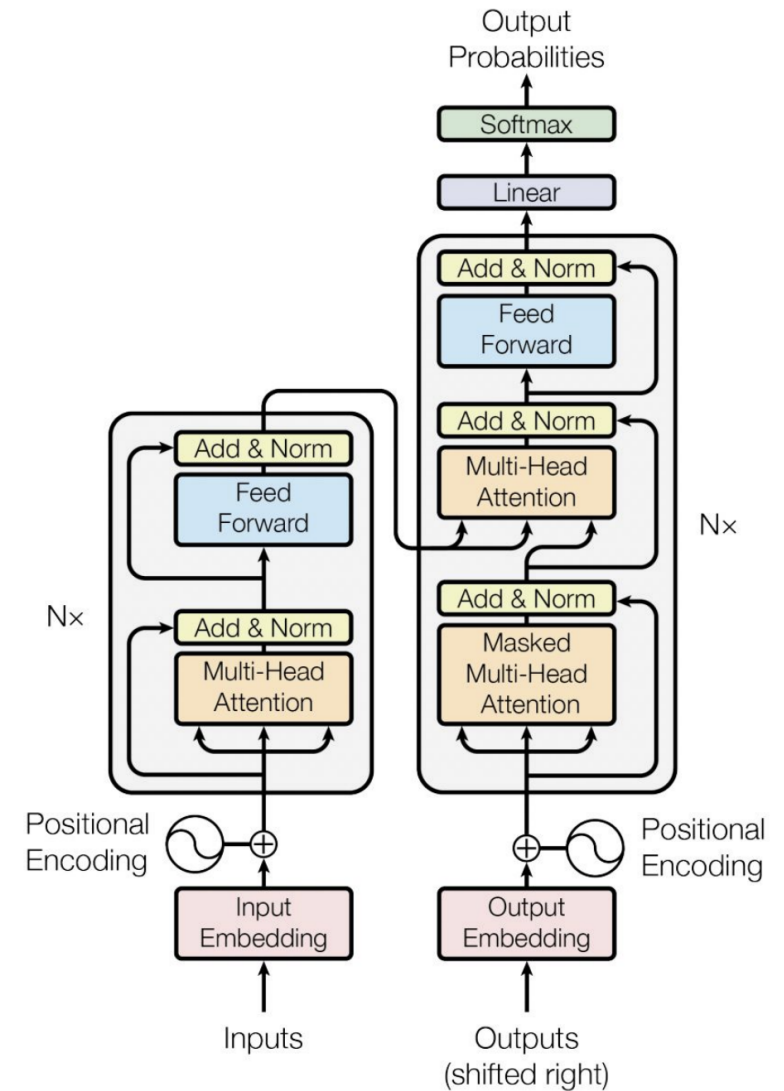 Output
Probabilities
Softmax
Linear
Add & Norm
Feed
Forward
Add & Norm
Multi-Head
Attention
Nx
Add & Norm
Masked
Multi-Head
Attention
Add & Norm
Feed
Forward
Nx
Add & Norm
Multi-Head
Attention
Positional
Encoding
Positional
Encoding
Input
Embedding
Output
Embedding
Inputs
Outputs
(shifted right)